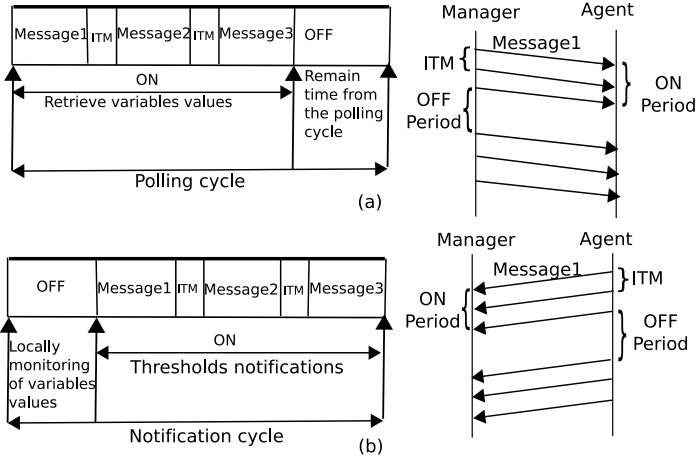 Message1 ITM Message2 ITM Message3 OFF
ON
Retrieve variables values
Remain
time from
the polling
cycle
Polling cycle
(a)
Manager Agent
Message1
ITM
OFF
Period
ON
Period
OFF Message1 ITM Message2 ITM Message3
ON
Locally
monitoring
of variables
values
Thresholds notifications
Notification cycle
(b)
Manager Agent
Message1
ITM
ON
Period
OFF
Period